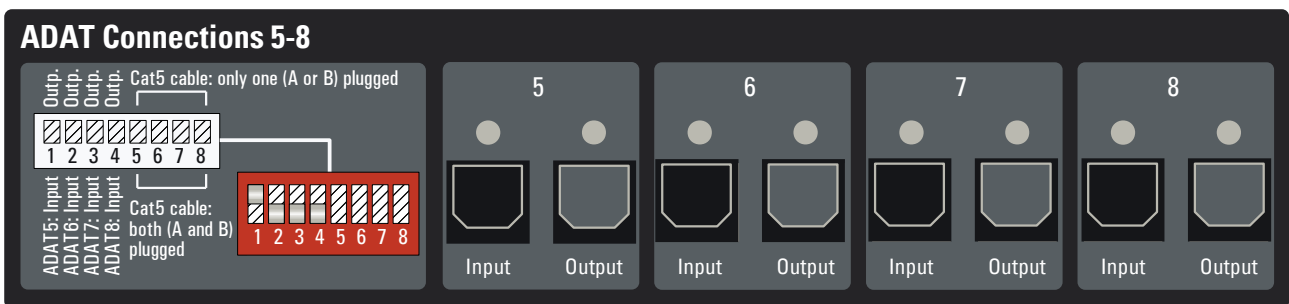 ADAT Connections 5-8
Outp.
Outp.
Outp.
Outp.
Cat5 cable: only one (A or B) plugged
1 2 3 4 5 6 7 8
ADAT5: Input
ADAT6: Input
ADAT7: Input
ADAT8: Input
Cat5 cable:
both (A and B)
plugged
1 2 3 4 5 6 7 8
5
Input Output
6
Input Output
7
Input Output
8
Input Output